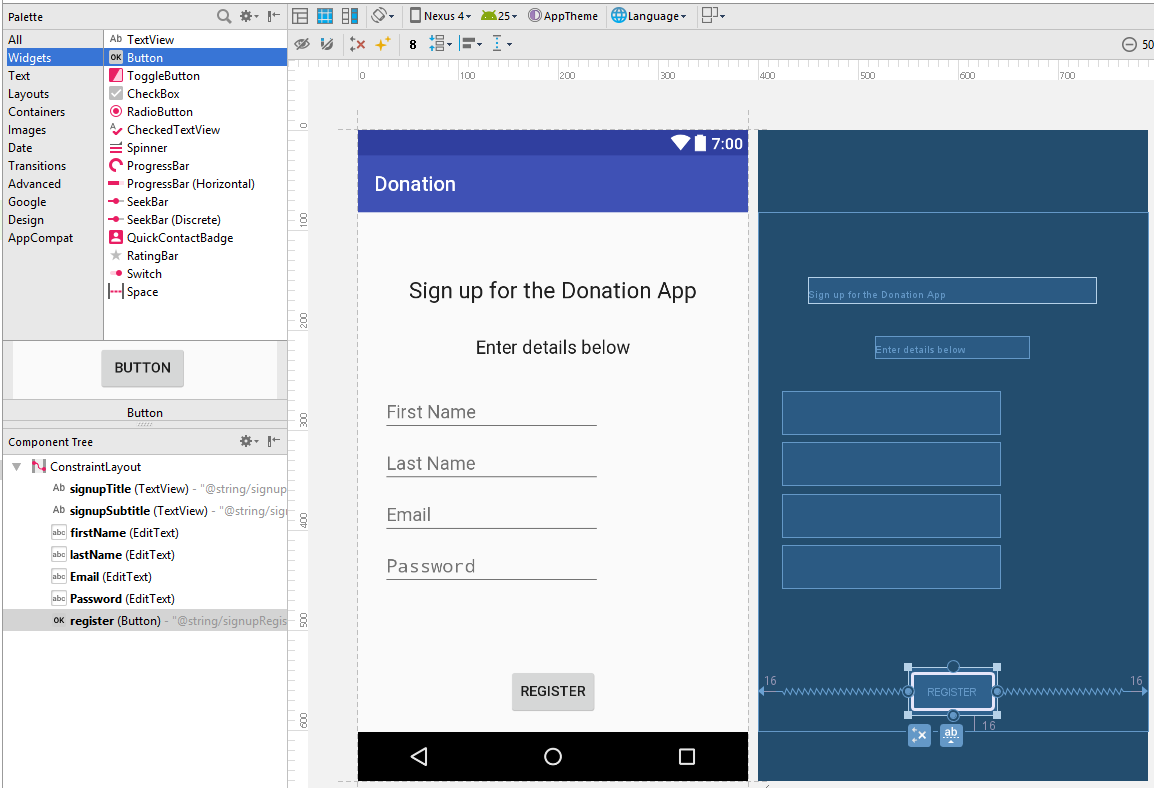 Palette
Nexus 4
25
AppTheme
Language
All
Widgets
Text
Layouts
Containers
Images
Date
Transitions
Advanced
Google
Design
AppCompat
Ab TextView
OK Button
ToggleButton
CheckBox
RadioButton
CheckedTextView
Spinner
ProgressBar
ProgressBar (Horizontal)
SeekBar
SeekBar (Discrete)
QuickContactBadge
RatingBar
Switch
Space
BUTTON
Button
Component Tree
ConstraintLayout
Ab signupTitle (TextView) - "@string/signup
Ab signupSubtitle (TextView) - "@string/sig
abc firstName (EditText)
abc lastName (EditText)
abc Email (EditText)
abc Password (EditText)
OK register (Button) - "@string/signupRegis
8
50
0 100 200 300 400 500 600 700
0
100
200
300
400
500
600
7:00
Donation
Sign up for the Donation App
Enter details below
First Name
Last Name
Email
Password
REGISTER
Sign up for the Donation App
Enter details below
16
REGISTER
16
16
ab